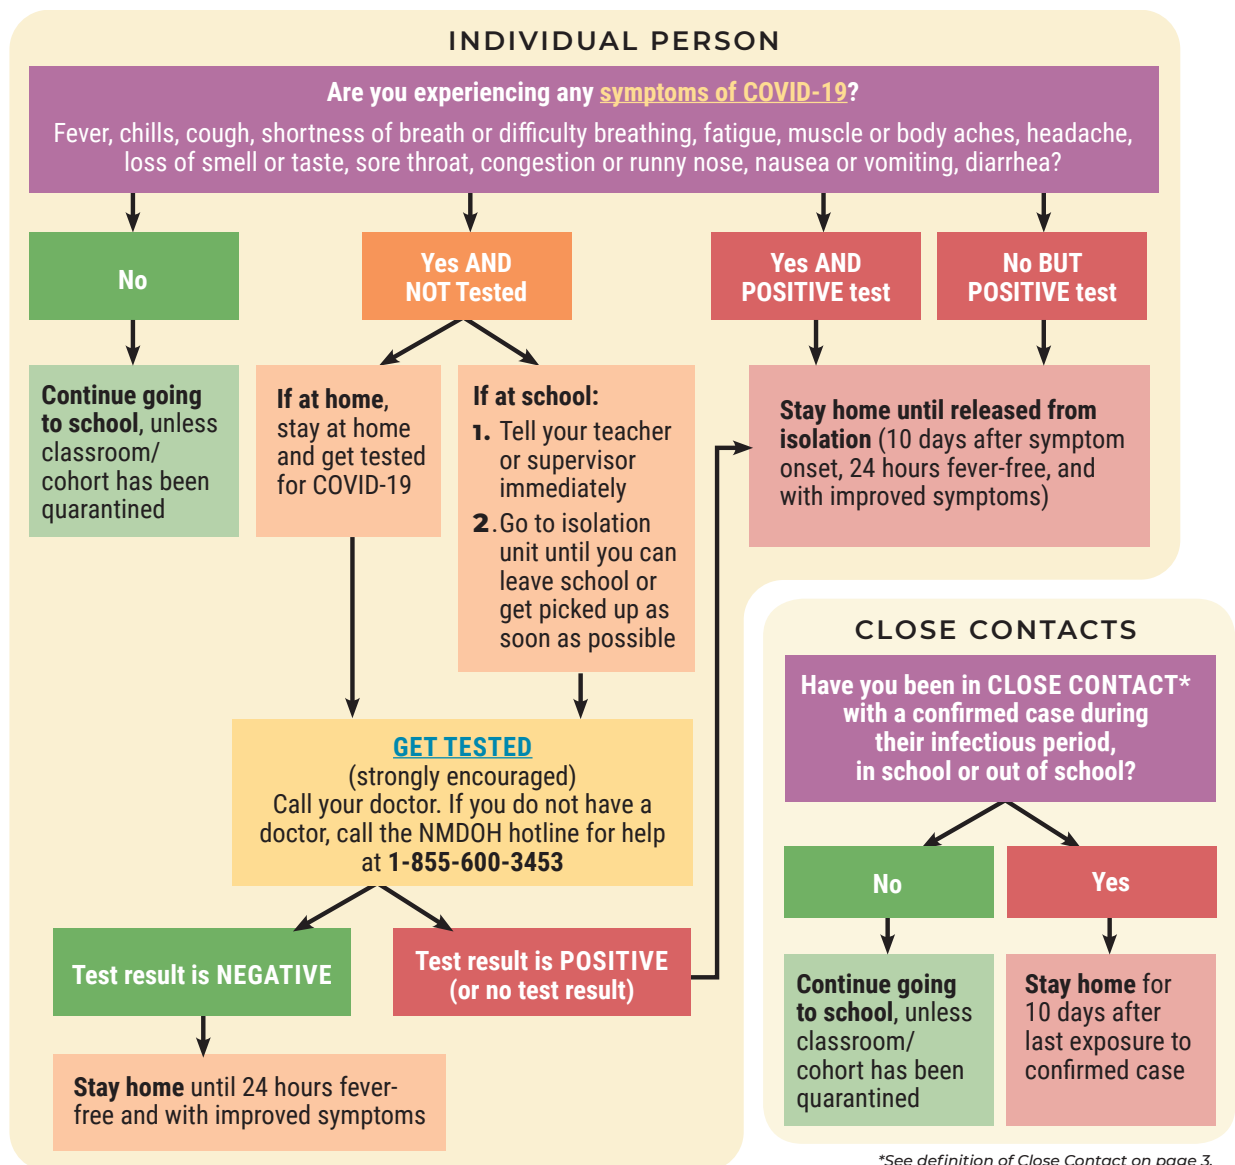 INDIVIDUAL PERSON
Are you experiencing any symptoms of COVID-19?
Fever, chills, cough, shortness of breath or difficulty breathing, fatigue, muscle or body aches, headache,
loss of smell or taste, sore throat, congestion or runny nose, nausea or vomiting, diarrhea?
No
Yes AND
NOT Tested
Yes AND
POSITIVE test
No BUT
POSITIVE test
Continue going
to school, unless
classroom/
cohort has been
quarantined
If at home,
stay at home
and get tested
for COVID-19
If at school:
1. Tell your teacher
or supervisor
immediately
2.Go to isolation
unit until you can
leave school or
get picked up as
soon as possible
Stay home until released from
isolation (10 days after symptom
onset, 24 hours fever-free, and
with improved symptoms)
GET TESTED
(strongly encouraged)
Call your doctor. If you do not have a
doctor, call the NMDOH hotline for help
at 1-855-600-3453
Test result is NEGATIVE
Test result is POSITIVE
(or no test result)
Stay home until 24 hours fever-
free and with improved symptoms
CLOSE CONTACTS
Have you been in CLOSE CONTACT*
with a confirmed case during
their infectious period,
in school or out of school?
No
Yes
Continue going
to school, unless
classroom/
cohort has been
quarantined
Stay home for
10 days after
last exposure to
confirmed case
*See definition of Close Contact on page 3.